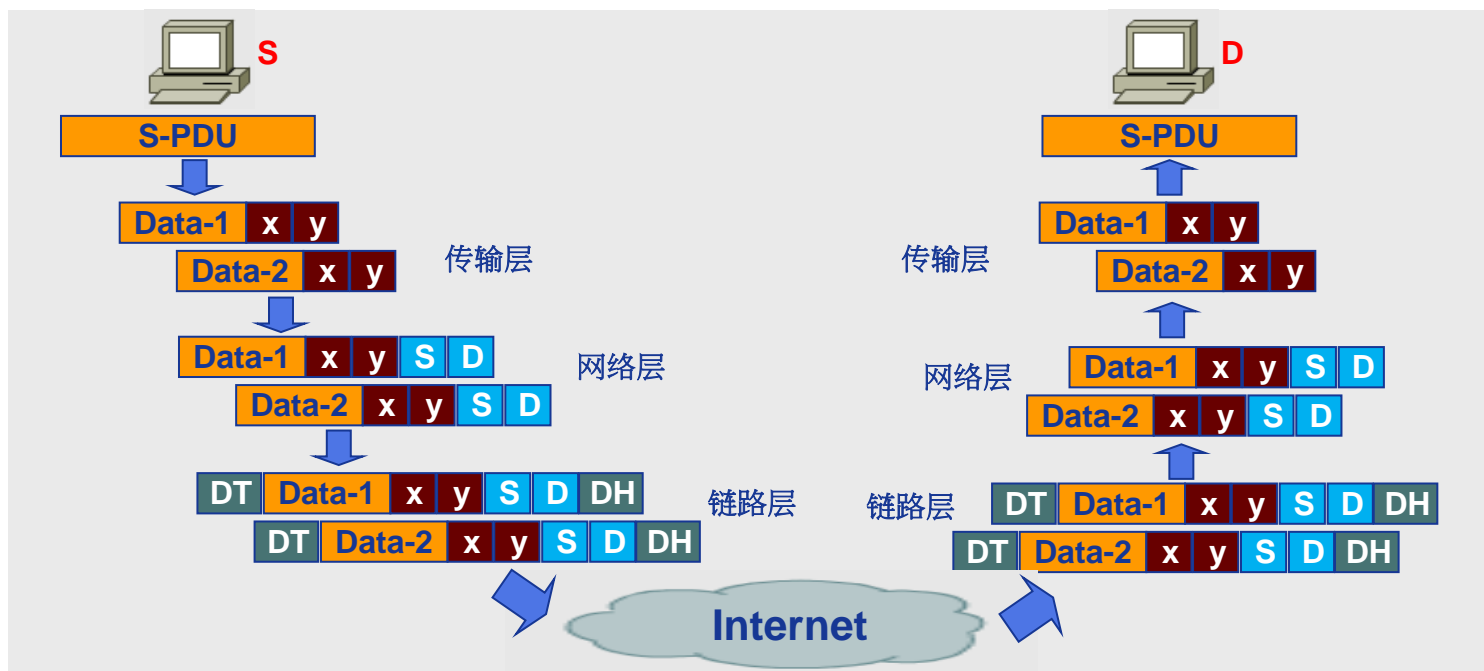 S
D
S-PDU
S-PDU
Data-1 x y
Data-1 x y
Data-2 x y
传输层
传输层
Data-2 x y
Data-1 x y S D
网络层
网络层
Data-1 x y S D
Data-2 x y S D
Data-2 x y S D
DT Data-1 x y S D DH
链路层
链路层
DT Data-1 x y S D DH
DT Data-2 x y S D DH
DT Data-2 x y S D DH
Internet